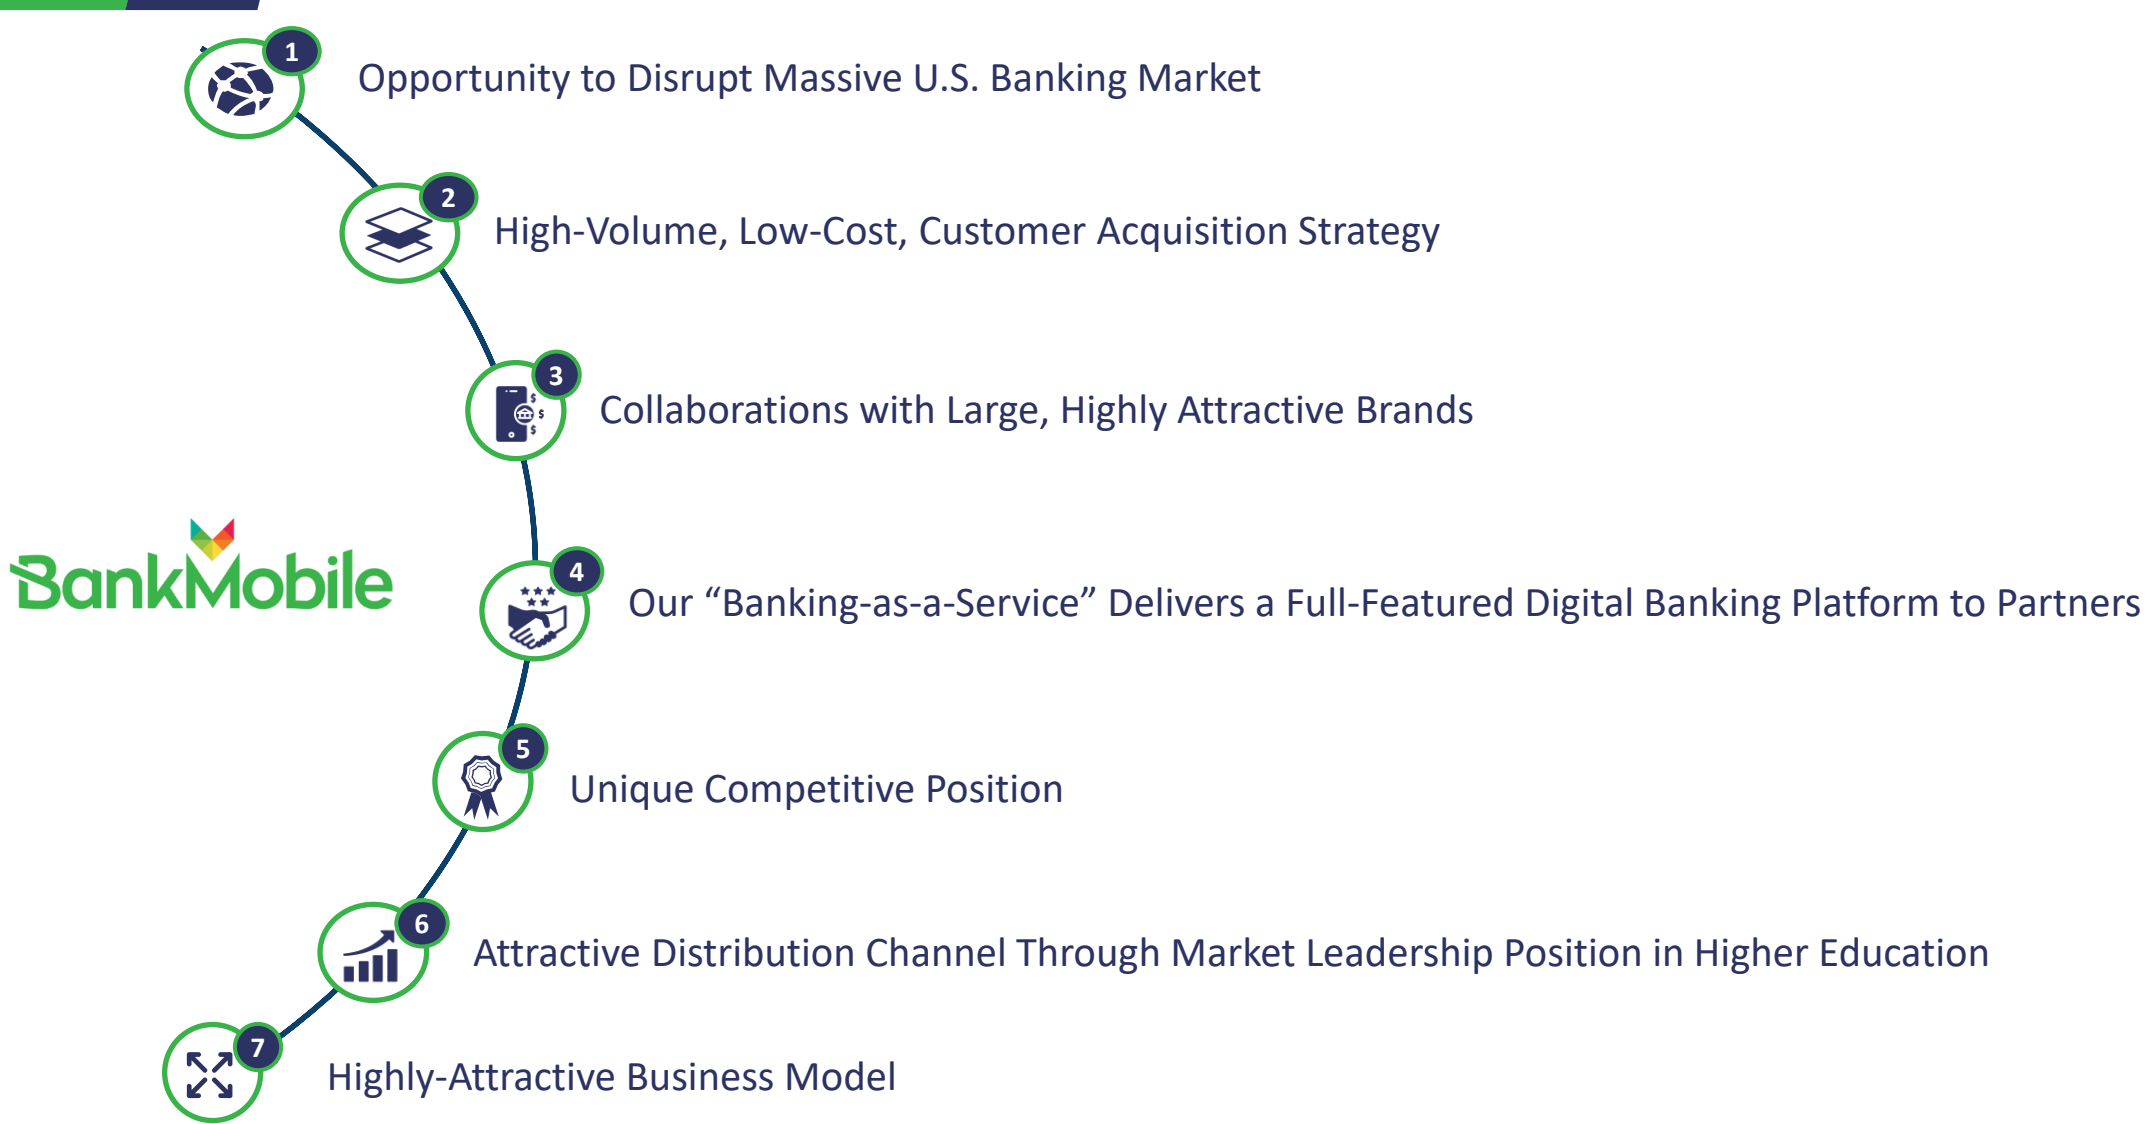 1
Opportunity to Disrupt Massive U.S. Banking Market
2
High-Volume, Low-Cost, Customer Acquisition Strategy
3
$
$
$
Collaborations with Large, Highly Attractive Brands
BankMobile
4
Our “Banking-as-a-Service” Delivers a Full-Featured Digital Banking Platform to Partners
5
Unique Competitive Position
6
Attractive Distribution Channel Through Market Leadership Position in Higher Education
7
Highly-Attractive Business Model